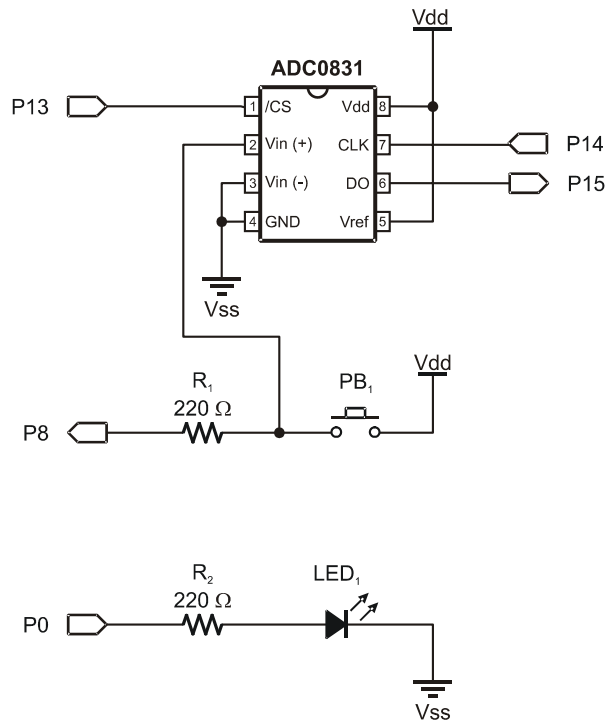 Vdd
ADC0831
P13
1 /CS Vdd 8
2 Vin (+) CLK 7
P14
3 Vin (-) DO 6
P15
4 GND Vref 5
Vss
R1
220 Ω
PB1
Vdd
P8
R2
220 Ω
LED1
P0
Vss